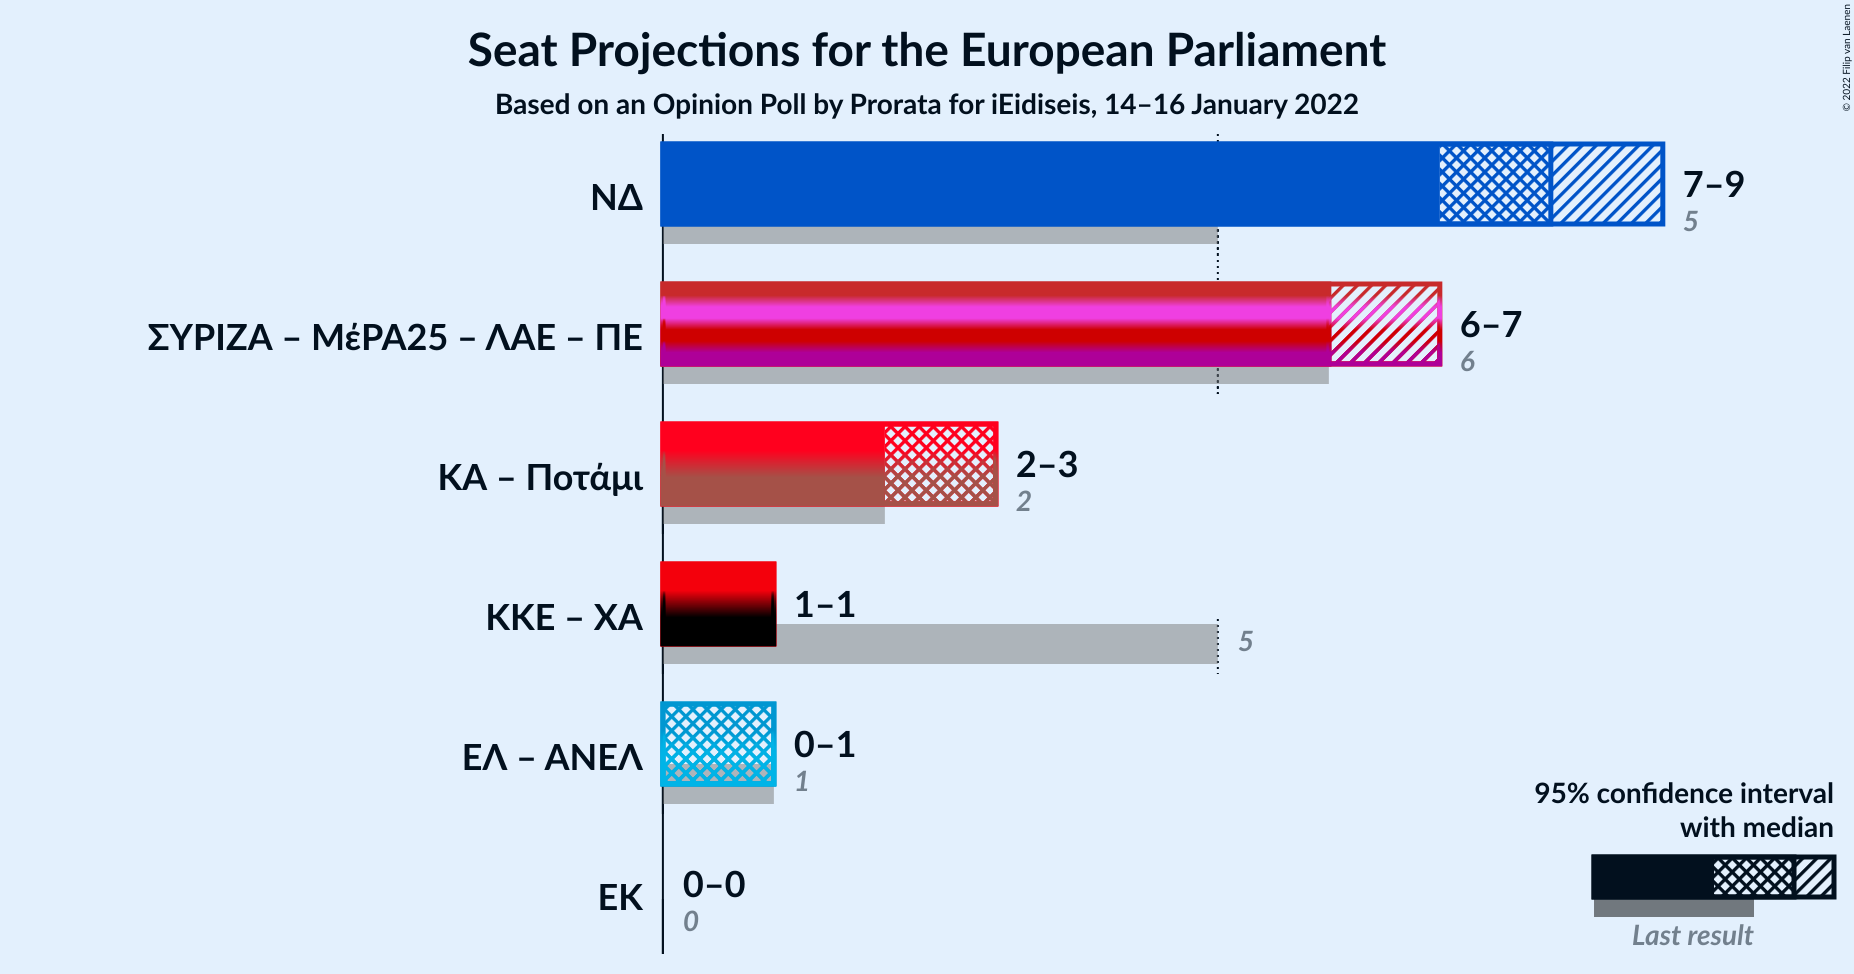 Seat Projections for the European Parliament
Based on an Opinion Poll by Prorata for iEidiseis, 14–16 January 2022
© 2022 Filip van Laenen
ΝΔ
7–9
5
ΣΥΡΙΖΑ – ΜέΡΑ25 – ΛΑΕ – ΠΕ
6–7
6
ΚΑ – Ποτάμι
2–3
2
ΚΚΕ – ΧΑ
1–1
5
ΕΛ – ΑΝΕΛ
0–1
1
ΕΚ
0–0
0
95% confidence interval
with median
Last result